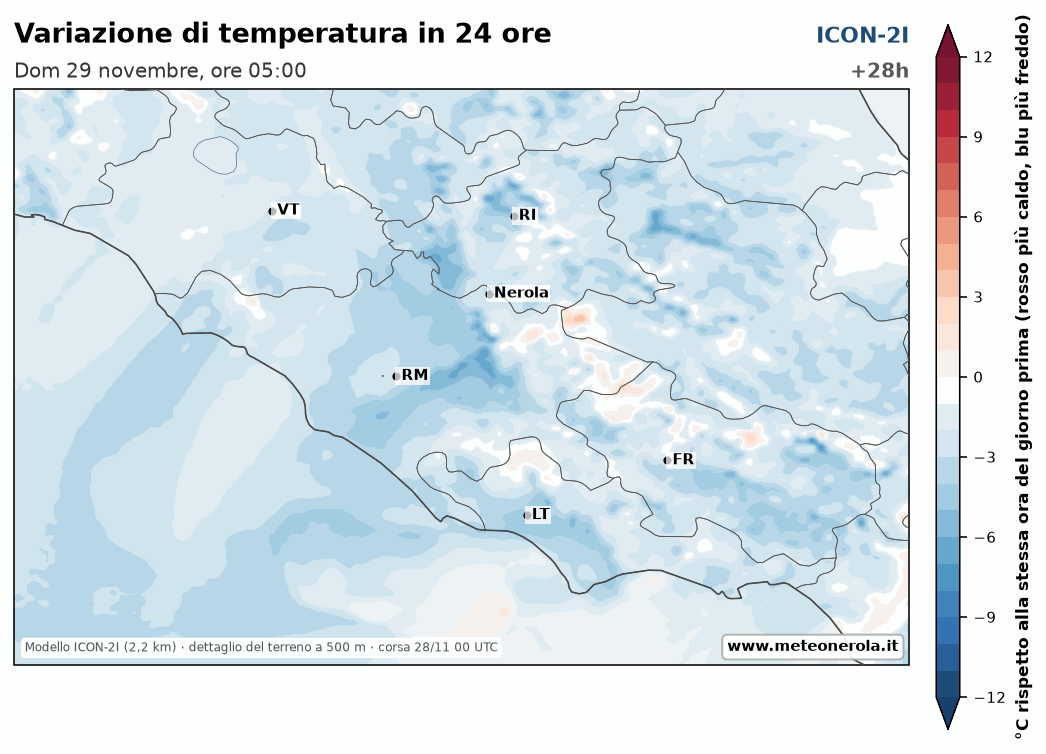 Variazione di temperatura in 24 ore
ICON-2I
Dom 29 novembre, ore 05:00
+28h
VT
RI
Nerola
RM
FR
LT
Modello ICON-2I (2,2 km) · dettaglio del terreno a 500 m · corsa 28/11 00 UTC
www.meteonerola.it
12
9
6
3
0
−3
−6
−9
−12
°C rispetto alla stessa ora del giorno prima (rosso più caldo, blu più freddo)